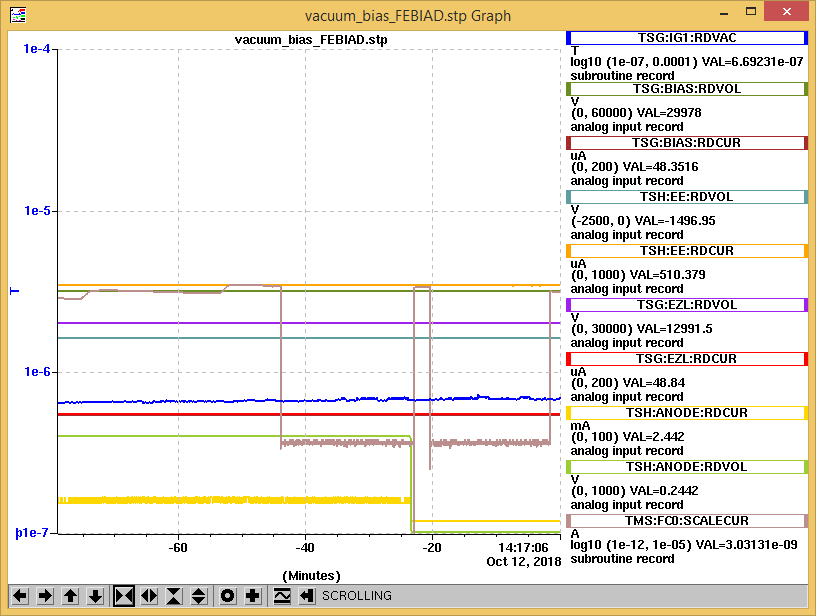 vacuum_bias_FEBIAD.stp Graph
vacuum_bias_FEBIAD.stp
1e-4
1e-5
T
1e-6
þ1e-7
-60
-40
-20
14:17:06
Oct 12, 2018
(Minutes)
TSG:IG1:RDVAC
T
log10 (1e-07, 0.0001) VAL=6.69231e-07
subroutine record
TSG:BIAS:RDVOL
V
(0, 60000) VAL=29978
analog input record
TSG:BIAS:RDCUR
uA
(0, 200) VAL=48.3516
analog input record
TSH:EE:RDVOL
V
(-2500, 0) VAL=-1496.95
analog input record
TSH:EE:RDCUR
uA
(0, 1000) VAL=510.379
analog input record
TSG:EZL:RDVOL
V
(0, 30000) VAL=12991.5
analog input record
TSG:EZL:RDCUR
uA
(0, 200) VAL=48.84
analog input record
TSH:ANODE:RDCUR
mA
(0, 100) VAL=2.442
analog input record
TSH:ANODE:RDVOL
V
(0, 1000) VAL=0.2442
analog input record
TMS:FC0:SCALECUR
A
log10 (1e-12, 1e-05) VAL=3.03131e-09
subroutine record
SCROLLING